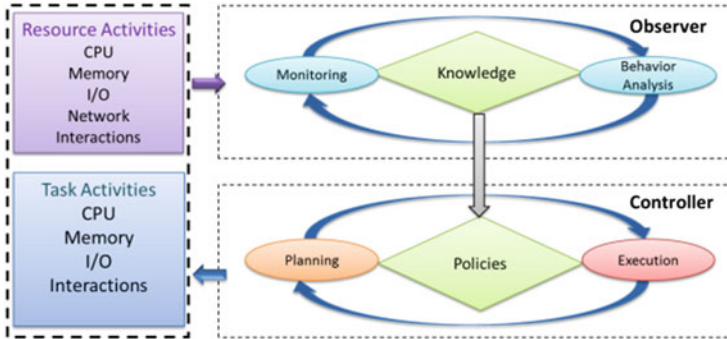 Resource Activities
CPU
Memory
I/O
Network
Interactions
Task Activities
CPU
Memory
I/O
Interactions
Observer
Monitoring
Knowledge
Behavior
Analysis
Controller
Planning
Policies
Execution